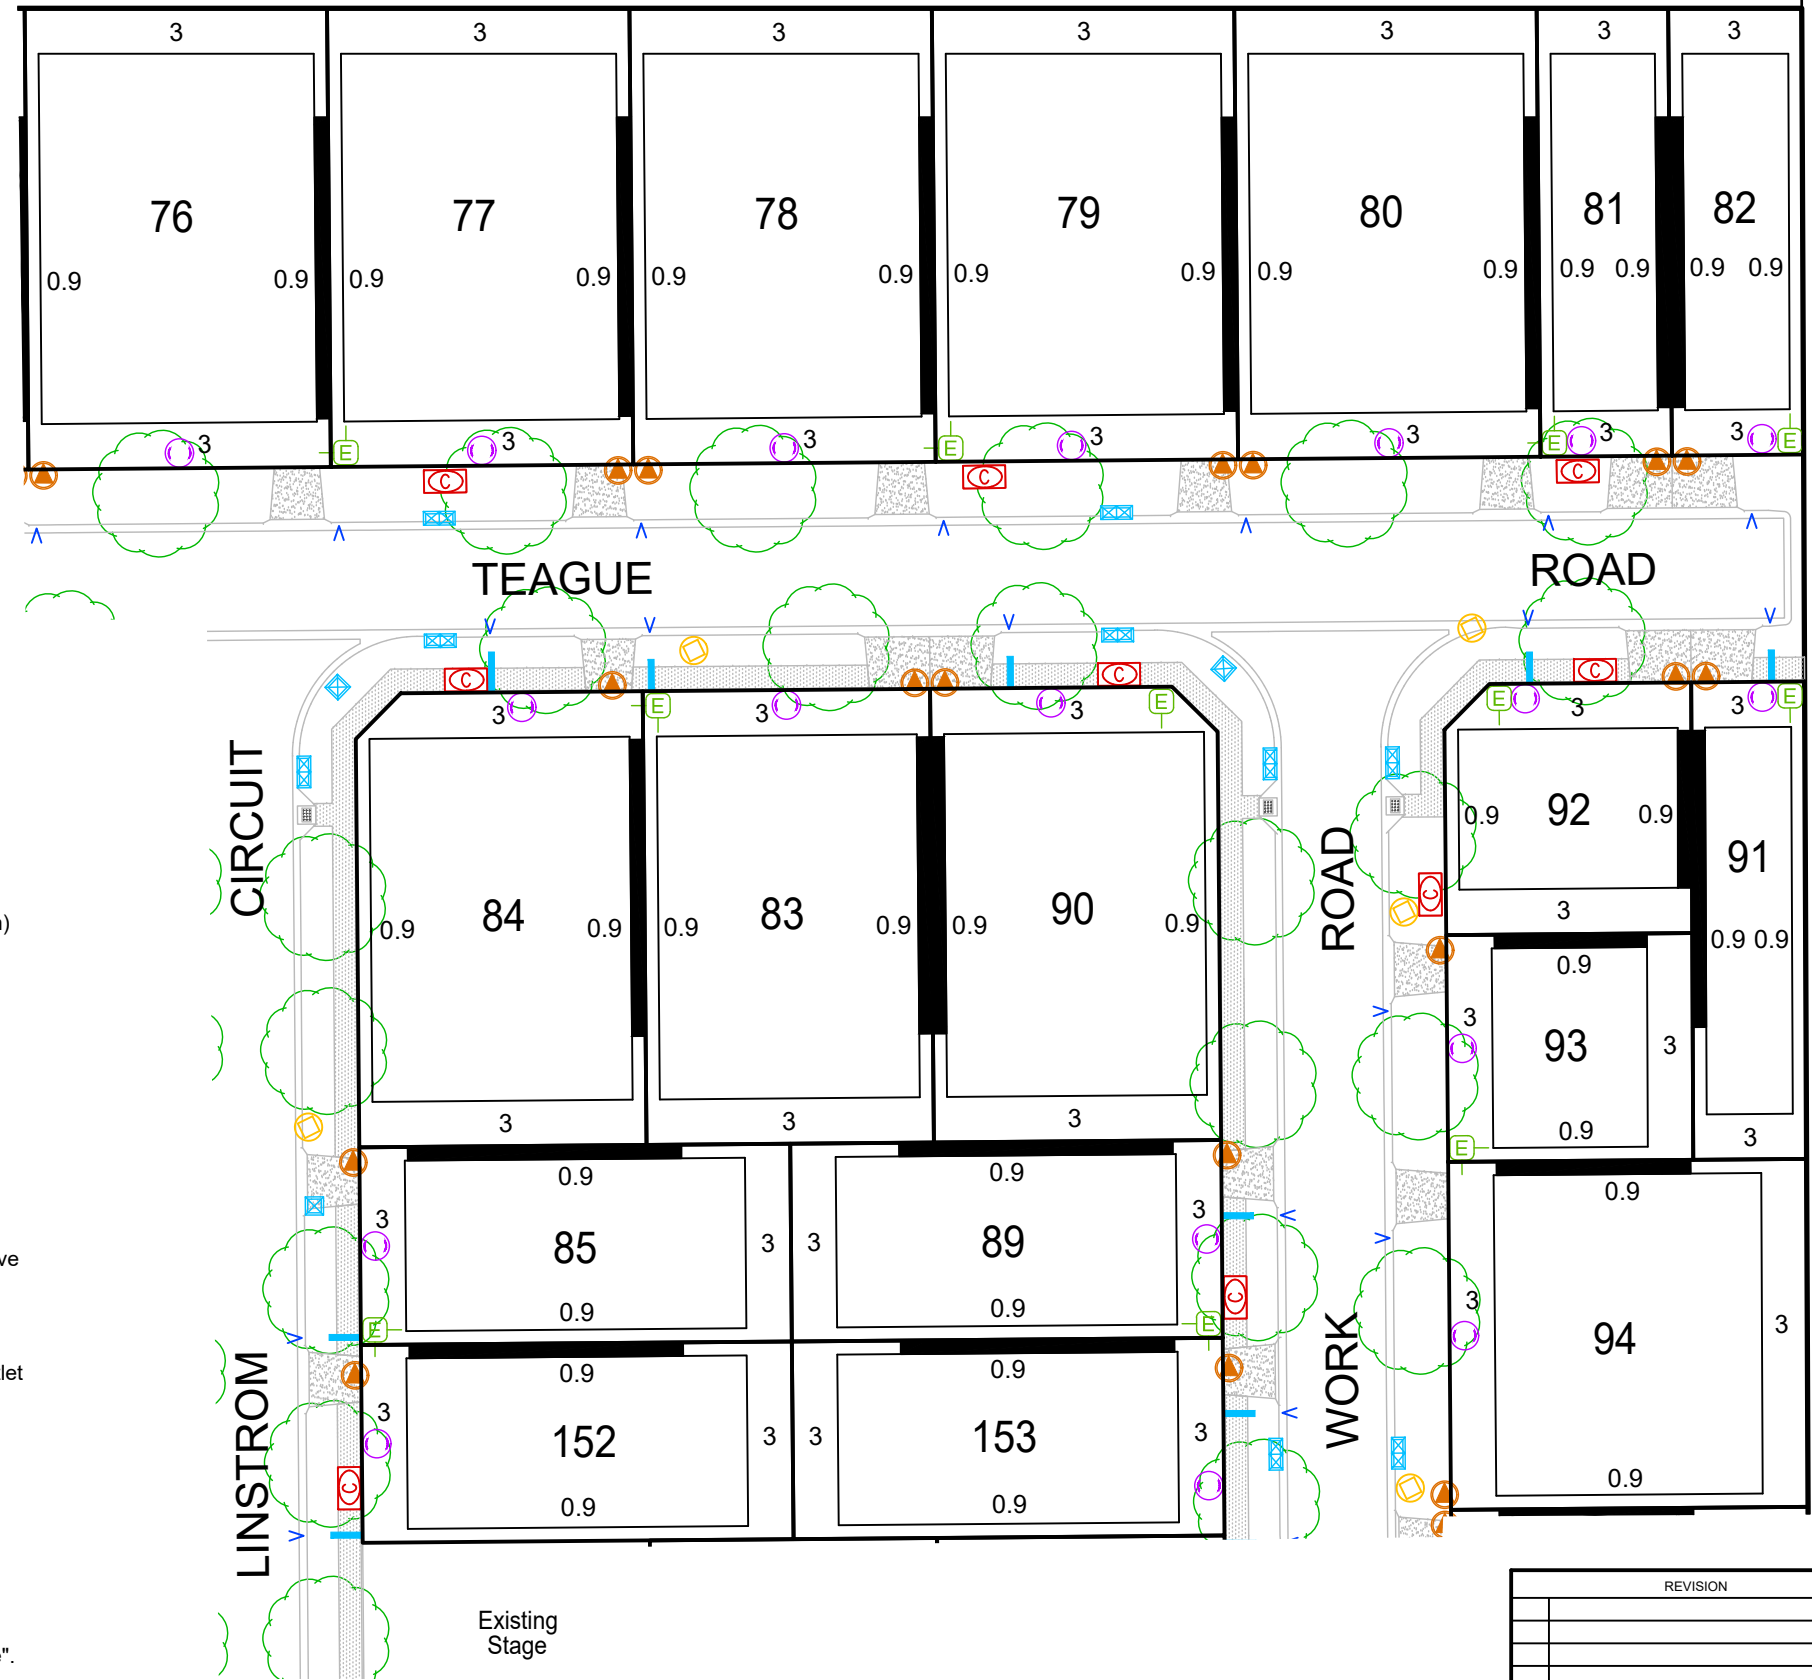 3 3 3 3 3 3 3
76 77 78 79 80 81 82
0.9 0.9 0.9 0.9 0.9 0.9 0.9 0.9 0.9 0.9 0.9 0.9 0.9 0.9
3 3 3 3 3 3 3
E E E E
C C C
TEAGUE ROAD
C C C
E E E E
3 3 3 3 3
CIRCUIT
ROAD
92
0.9 0.9
91
84 83 90
0.9 0.9 0.9 0.9 0.9 0.9
C
3
0.9 0.9
)
0.9
3
93
3
0.9
3 3 3 3
E
0.9 0.9 0.9
3 3
85 3 3 89
94
ve
3 3
0.9 0.9
C
E E
LINSTROM
WORK
let
0.9 0.9
3 3
152 3 3 153
C
0.9 0.9 0.9
Existing
Stage
".
REVISION